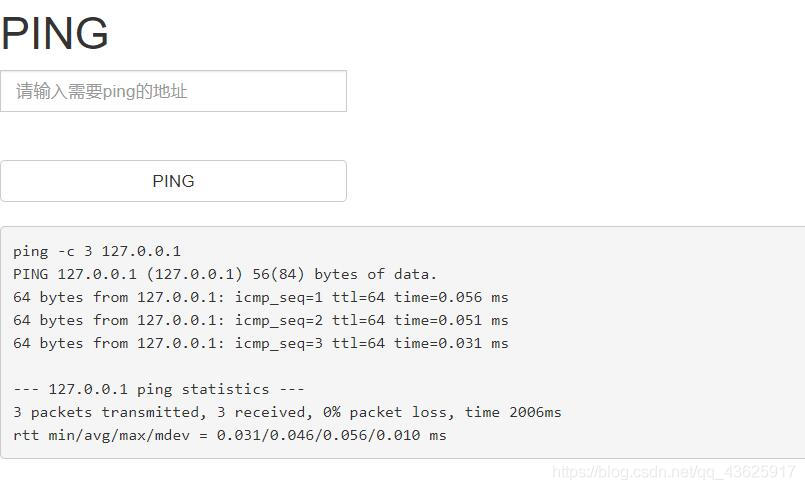 PING
请输入需要ping的地址
PING
ping -c 3 127.0.0.1
PING 127.0.0.1 (127.0.0.1) 56(84) bytes of data.
64 bytes from 127.0.0.1: icmp_seq=1 ttl=64 time=0.056 ms
64 bytes from 127.0.0.1: icmp_seq=2 ttl=64 time=0.051 ms
64 bytes from 127.0.0.1: icmp_seq=3 ttl=64 time=0.031 ms
--- 127.0.0.1 ping statistics ---
3 packets transmitted, 3 received, 0% packet loss, time 2006ms
rtt min/avg/max/mdev = 0.031/0.046/0.056/0.010 ms
https://blog.csdn.net/qq_43625917